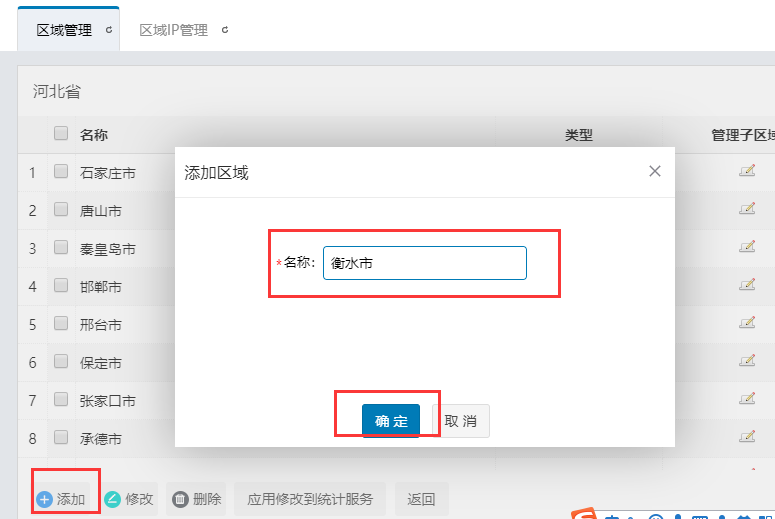 区域管理 区域IP管理
河北省
名称 类型 管理子区域
1 石家庄市
2 唐山市
3 秦皇岛市
4 邯郸市
5 邢台市
6 保定市
7 张家口市
8 承德市
添加区域
*名称: 衡水市
确定 取消
添加 修改 删除 应用修改到统计服务 返回